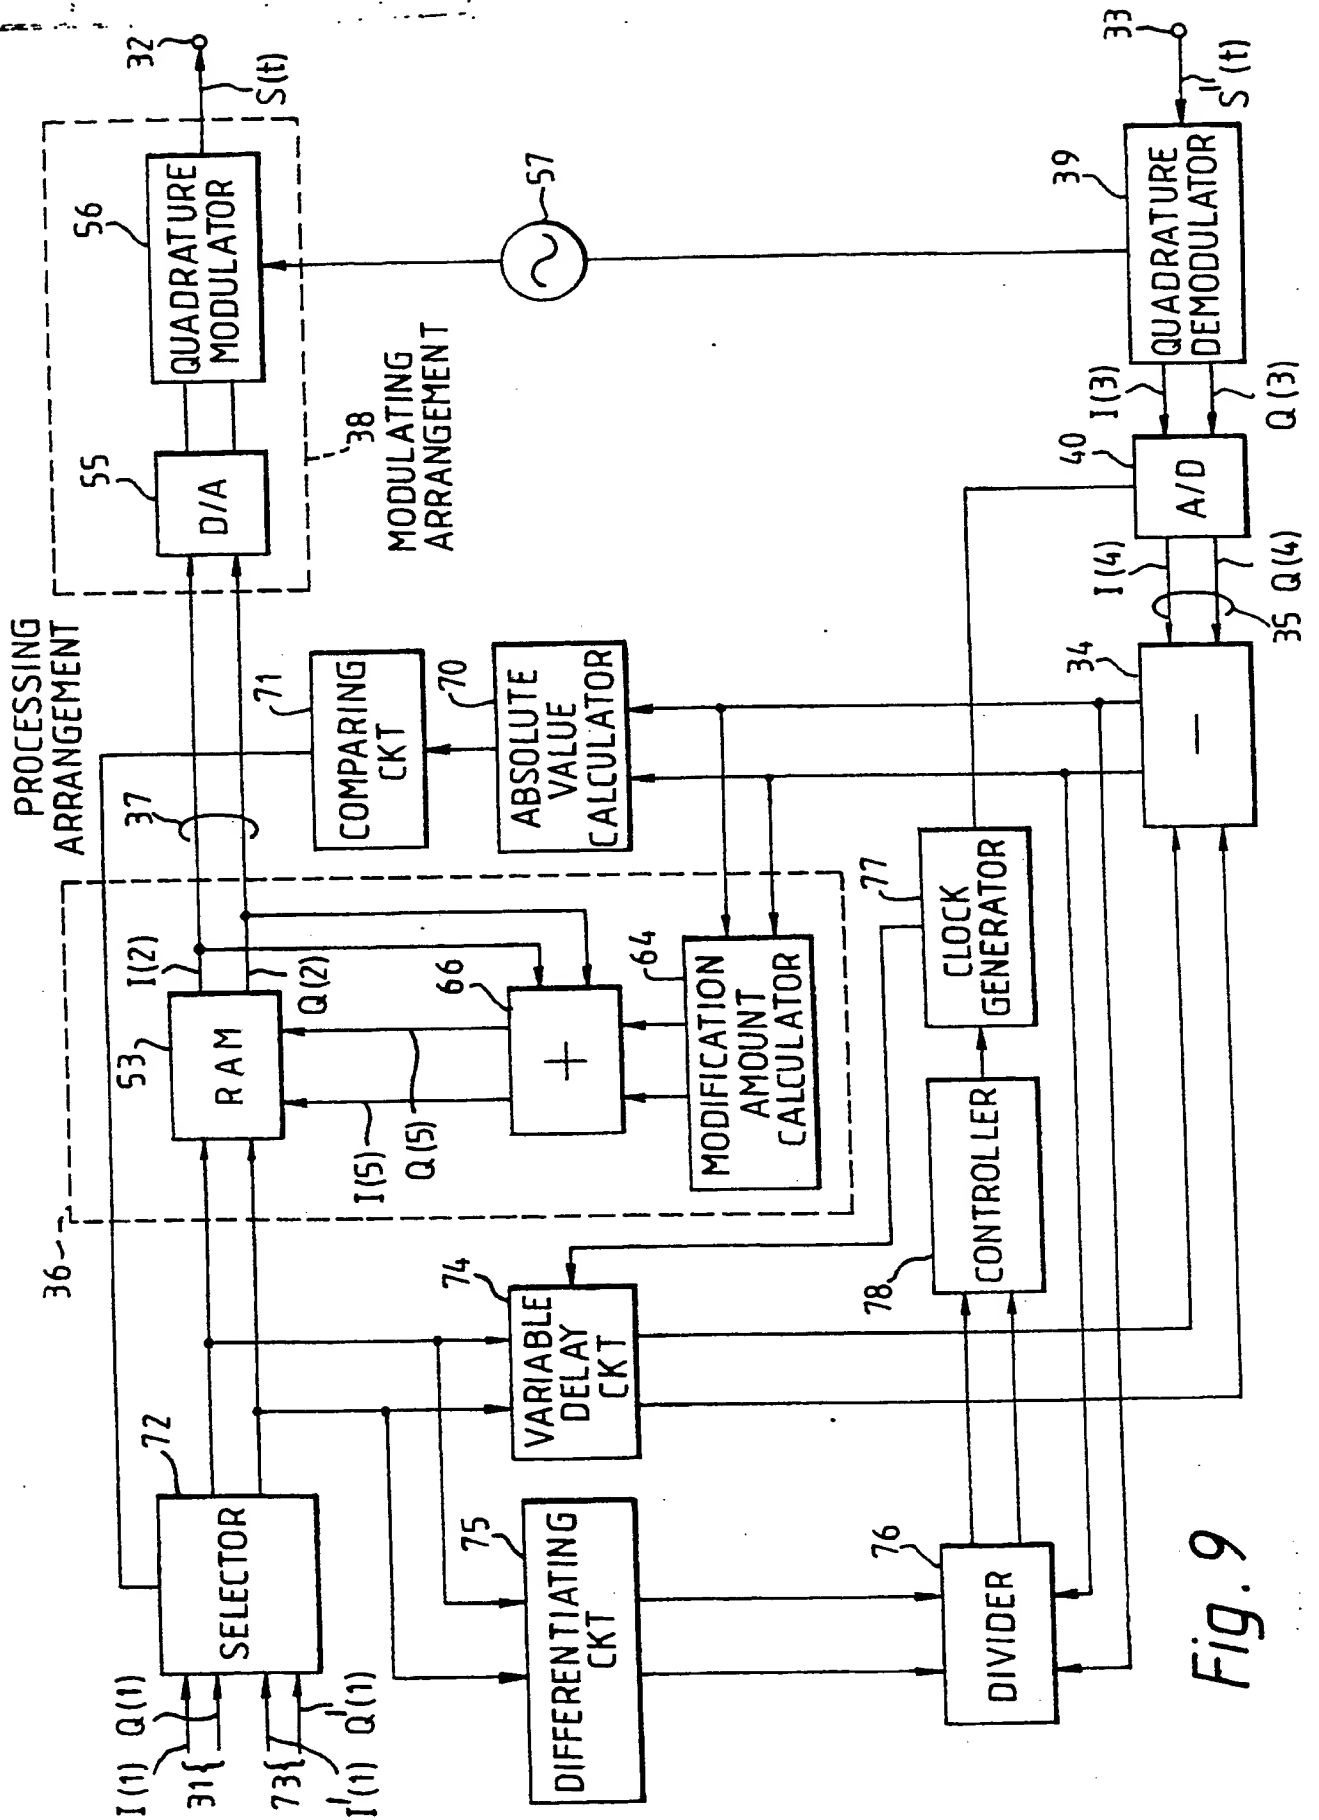 PROCESSING
ARRANGEMENT
36
I(1)
Q(1)
31{
73{
I'(1)
Q'(1)
SELECTOR
72
RAM
53
I(2)
Q(2)
37
D/A
55
QUADRATURE
MODULATOR
56
S(t)
32
38
MODULATING
ARRANGEMENT
I(5)
Q(5)
+
66
MODIFICATION
AMOUNT
CALCULATOR
64
COMPARING
CKT
71
ABSOLUTE
VALUE
CALCULATOR
70
57
DIFFERENTIATING
CKT
75
VARIABLE
DELAY
CKT
74
DIVIDER
76
CONTROLLER
78
CLOCK
GENERATOR
77
−
34
35
I(4)
Q(4)
A/D
40
I(3)
Q(3)
QUADRATURE
DEMODULATOR
39
S"(t)
33
Fig. 9